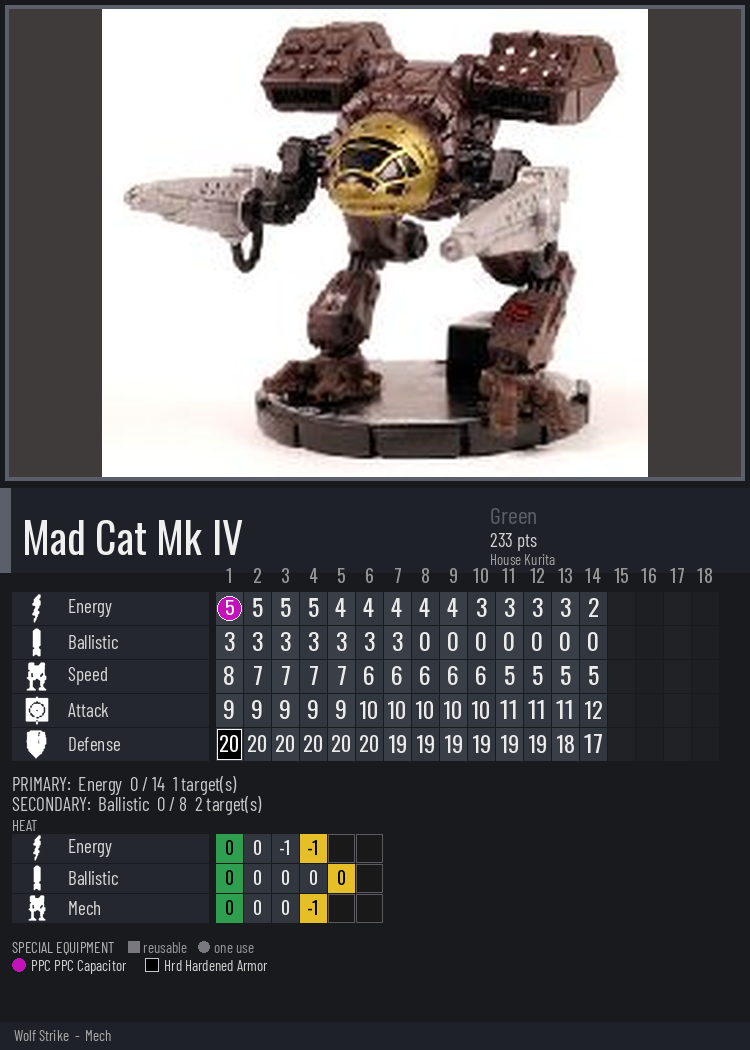 Mad Cat Mk IV
Green
233 pts
House Kurita
1 2 3 4 5 6 7 8 9 10 11 12 13 14 15 16 17 18
Energy 5 5 5 5 4 4 4 4 4 3 3 3 3 2
Ballistic 3 3 3 3 3 3 3 0 0 0 0 0 0 0
Speed 8 7 7 7 7 6 6 6 6 6 5 5 5 5
Attack 9 9 9 9 9 10 10 10 10 10 11 11 11 12
Defense 20 20 20 20 20 20 19 19 19 19 19 19 18 17
PRIMARY: Energy 0 / 14 1 target(s)
SECONDARY: Ballistic 0 / 8 2 target(s)
HEAT
Energy 0 0 -1 -1
Ballistic 0 0 0 0 0
Mech 0 0 0 -1
SPECIAL EQUIPMENT reusable one use
PPC PPC Capacitor Hrd Hardened Armor
Wolf Strike - Mech